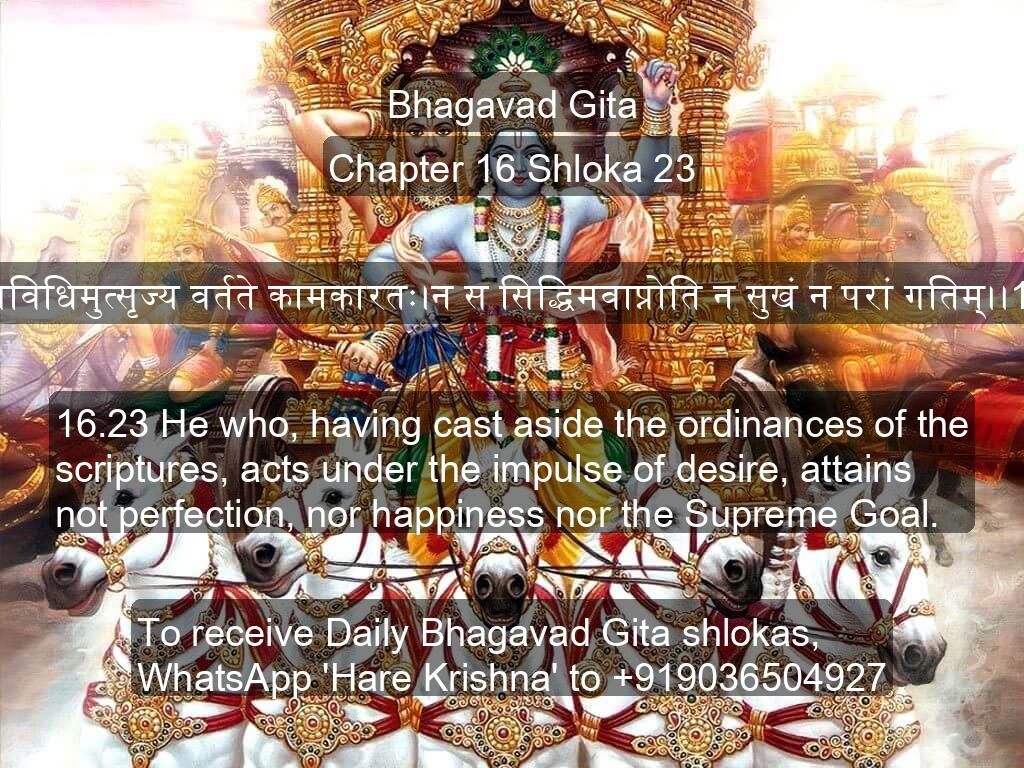 Bhagavad Gita
Chapter 16 Shloka 23
विधिमुत्सृज्य वर्तते कामकारतः।न स सिद्धिमवाप्नोति न सुखं न परां गतिम्।।1
16.23 He who, having cast aside the ordinances of the
scriptures, acts under the impulse of desire, attains
not perfection, nor happiness nor the Supreme Goal.
To receive Daily Bhagavad Gita shlokas,
WhatsApp 'Hare Krishna' to +919036504927